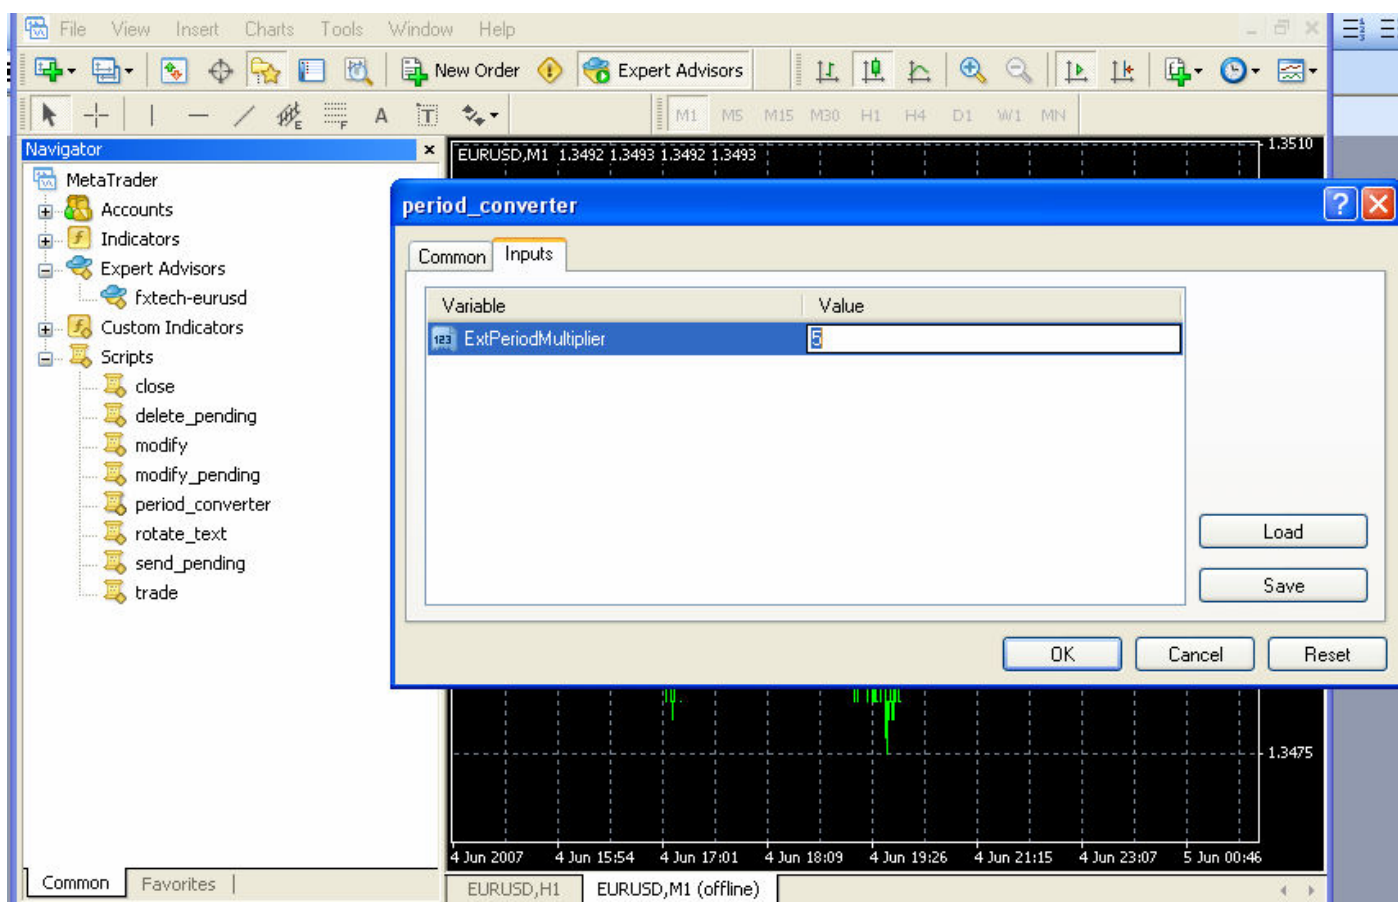 File View Insert Charts Tools Window Help
New Order Expert Advisors
A T M1 M5 M15 M30 H1 H4 D1 W1 MN
Navigator
EURUSD,M1 1.3492 1.3493 1.3492 1.3493
1.3510
MetaTrader
Accounts
Indicators
Expert Advisors
fxtech-eurusd
Custom Indicators
Scripts
close
delete_pending
modify
modify_pending
period_converter
rotate_text
send_pending
trade
period_converter
Common Inputs
Variable Value
123 ExtPeriodMultiplier 5
Load
Save
OK Cancel Reset
1.3475
4 Jun 2007 4 Jun 15:54 4 Jun 17:01 4 Jun 18:09 4 Jun 19:26 4 Jun 21:15 4 Jun 23:07 5 Jun 00:46
Common Favorites
EURUSD,H1 EURUSD,M1 (offline)